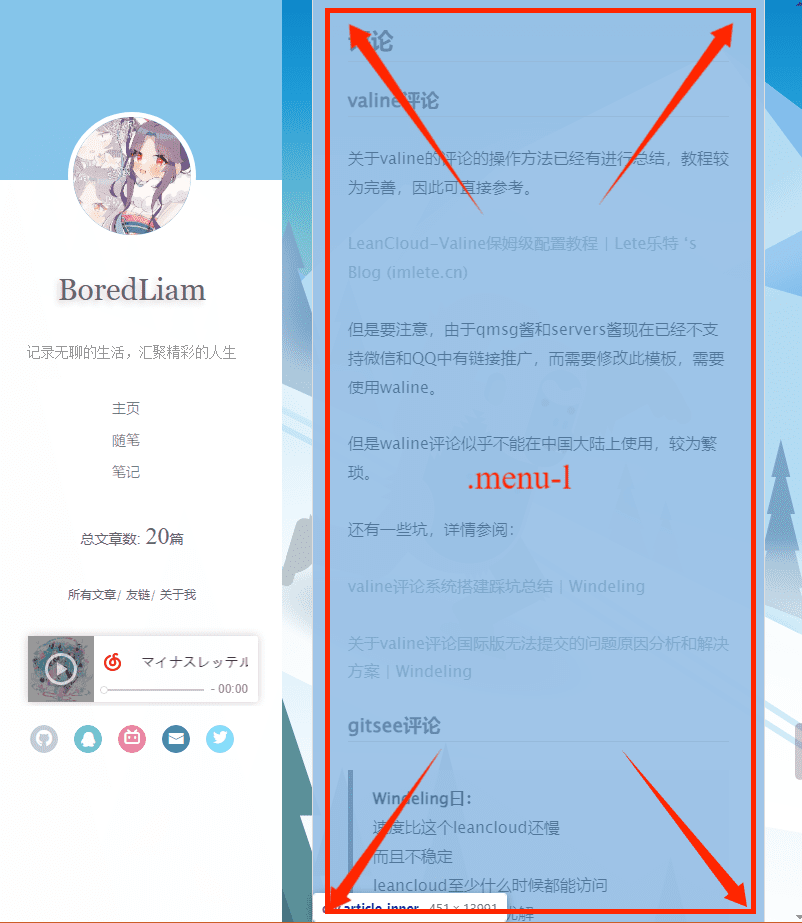 BoredLiam
记录无聊的生活，汇聚精彩的人生
主页
随笔
笔记
总文章数: 20篇
所有文章/ 友链/ 关于我
マイナスレッテル
- 00:00
评论
valine评论
关于valine的评论的操作方法已经有进行总结，教程较
为完善，因此可直接参考。
LeanCloud-Valine保姆级配置教程 | Lete乐特 ‘s
Blog (imlete.cn)
但是要注意，由于qmsg酱和servers酱现在已经不支
持微信和QQ中有链接推广，而需要修改此模板，需要
使用waline。
但是waline评论似乎不能在中国大陆上使用，较为繁
琐。
.menu-l
还有一些坑，详情参阅：
valine评论系统搭建踩坑总结 | Windeling
关于valine评论国际版无法提交的问题原因分析和解决
方案 | Windeling
gitsee评论
Windeling曰：
速度比这个leancloud还慢
而且不稳定
leancloud至少什么时候都能访问
article-inner 451 × 13991